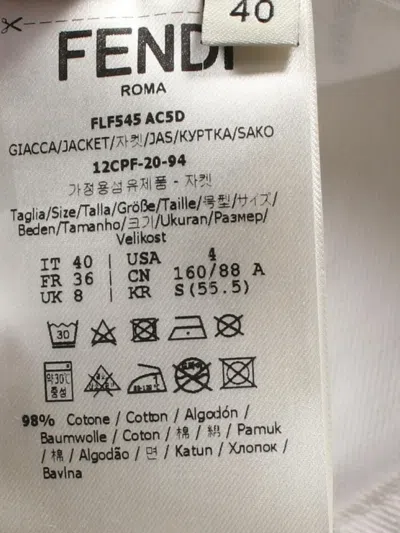 40
FENDI
ROMA
FLF545 AC5D
GIACCA/JACKET/자켓/JAS/КУРТКА/SAKO
12CPF-20-94
가정용섬유제품 - 자켓
Taglia/Size/Talla/Größe/Taille/号型/サイズ/
Beden/Tamanho/크기/Ukuran/Размер/
Velikost
IT 40 | USA 4
FR 36 | CN 160/88 A
UK 8 | KR S(55.5)
30
약30℃
중성
98% Cotone / Cotton / Algodón /
Baumwolle / Coton / 棉 / 綿 / Pamuk
/ 棉 / Algodão / 면 / Katun / Хлопок /
Bavlna